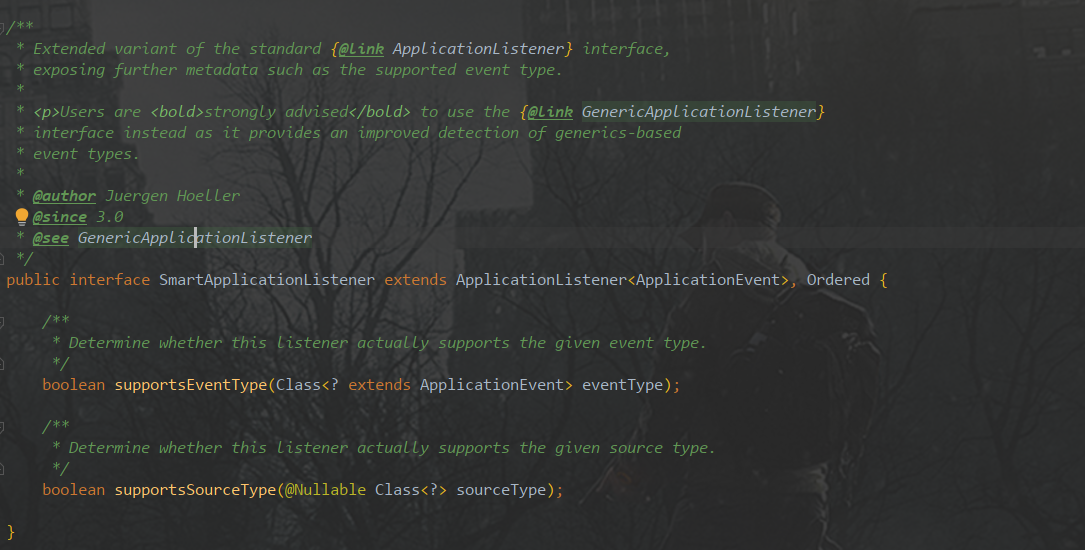 /**
 * Extended variant of the standard {@link ApplicationListener} interface,
 * exposing further metadata such as the supported event type.
 *
 * <p>Users are <bold>strongly advised</bold> to use the {@link GenericApplicationListener}
 * interface instead as it provides an improved detection of generics-based
 * event types.
 *
 * @author Juergen Hoeller
 @since 3.0
 * @see GenericApplicationListener
 */
public interface SmartApplicationListener extends ApplicationListener<ApplicationEvent>, Ordered {
    /**
     * Determine whether this listener actually supports the given event type.
     */
    boolean supportsEventType(Class<? extends ApplicationEvent> eventType);
    /**
     * Determine whether this listener actually supports the given source type.
     */
    boolean supportsSourceType(@Nullable Class<?> sourceType);
}